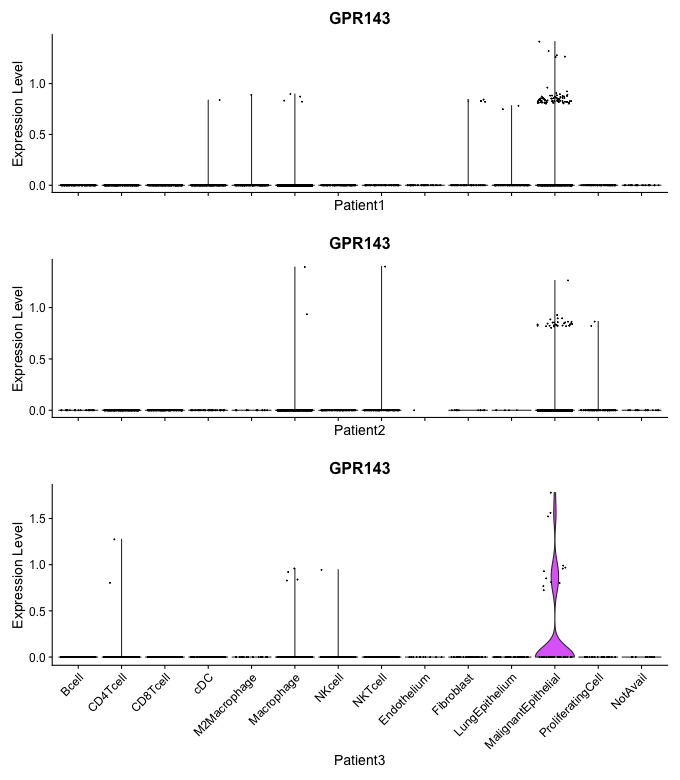 GPR143
Expression Level
1.0
0.5
0.0
Patient1
GPR143
Expression Level
1.0
0.5
0.0
Patient2
GPR143
Expression Level
1.5
1.0
0.5
0.0
Bcell
CD4Tcell
CD8Tcell
cDC
M2Macrophage
Macrophage
NKcell
NKTcell
Endothelium
Fibroblast
LungEpithelium
MalignantEpithelial
ProliferatingCell
NotAvail
Patient3